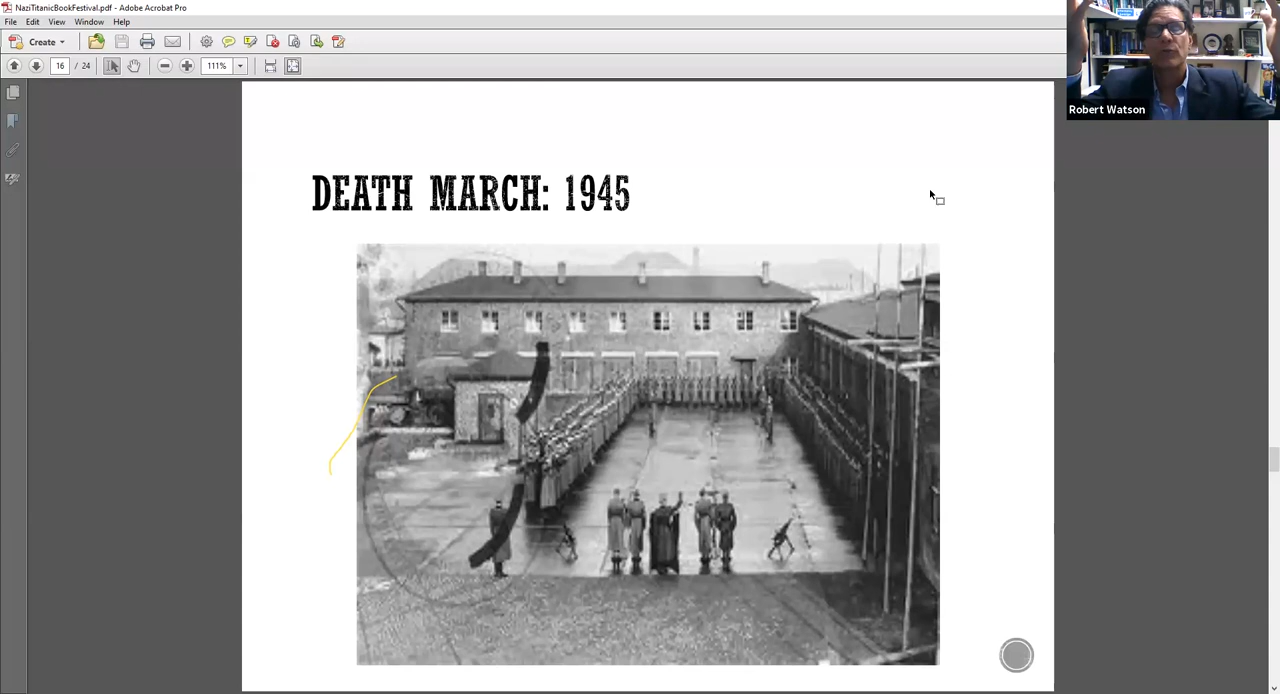 NaziTitanicBookFestival.pdf - Adobe Acrobat Pro
File Edit View Window Help
Create
16 / 24
111%
Robert Watson
DEATH MARCH: 1945